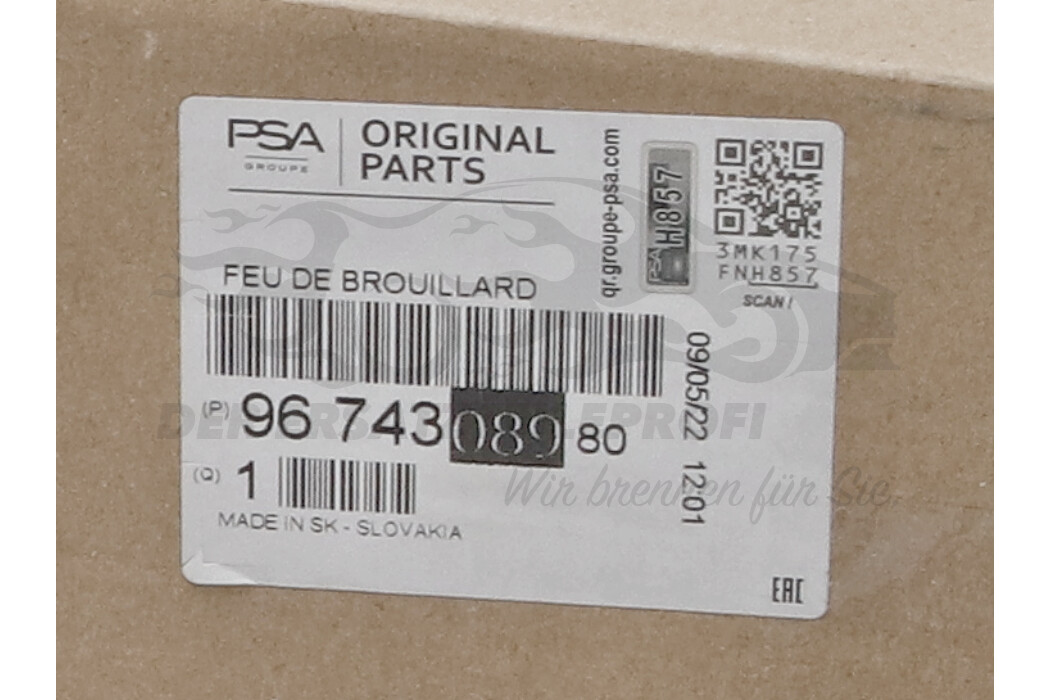 PSA
GROUPE
ORIGINAL
PARTS
qr.groupe-psa.com
PSA H857
3MK175
FNH857
SCAN !
FEU DE BROUILLARD
09/05/22 12:01
(P) 96 743 089 80
(Q) 1
MADE IN SK - SLOVAKIA
EAC
Wir brennen für Sie